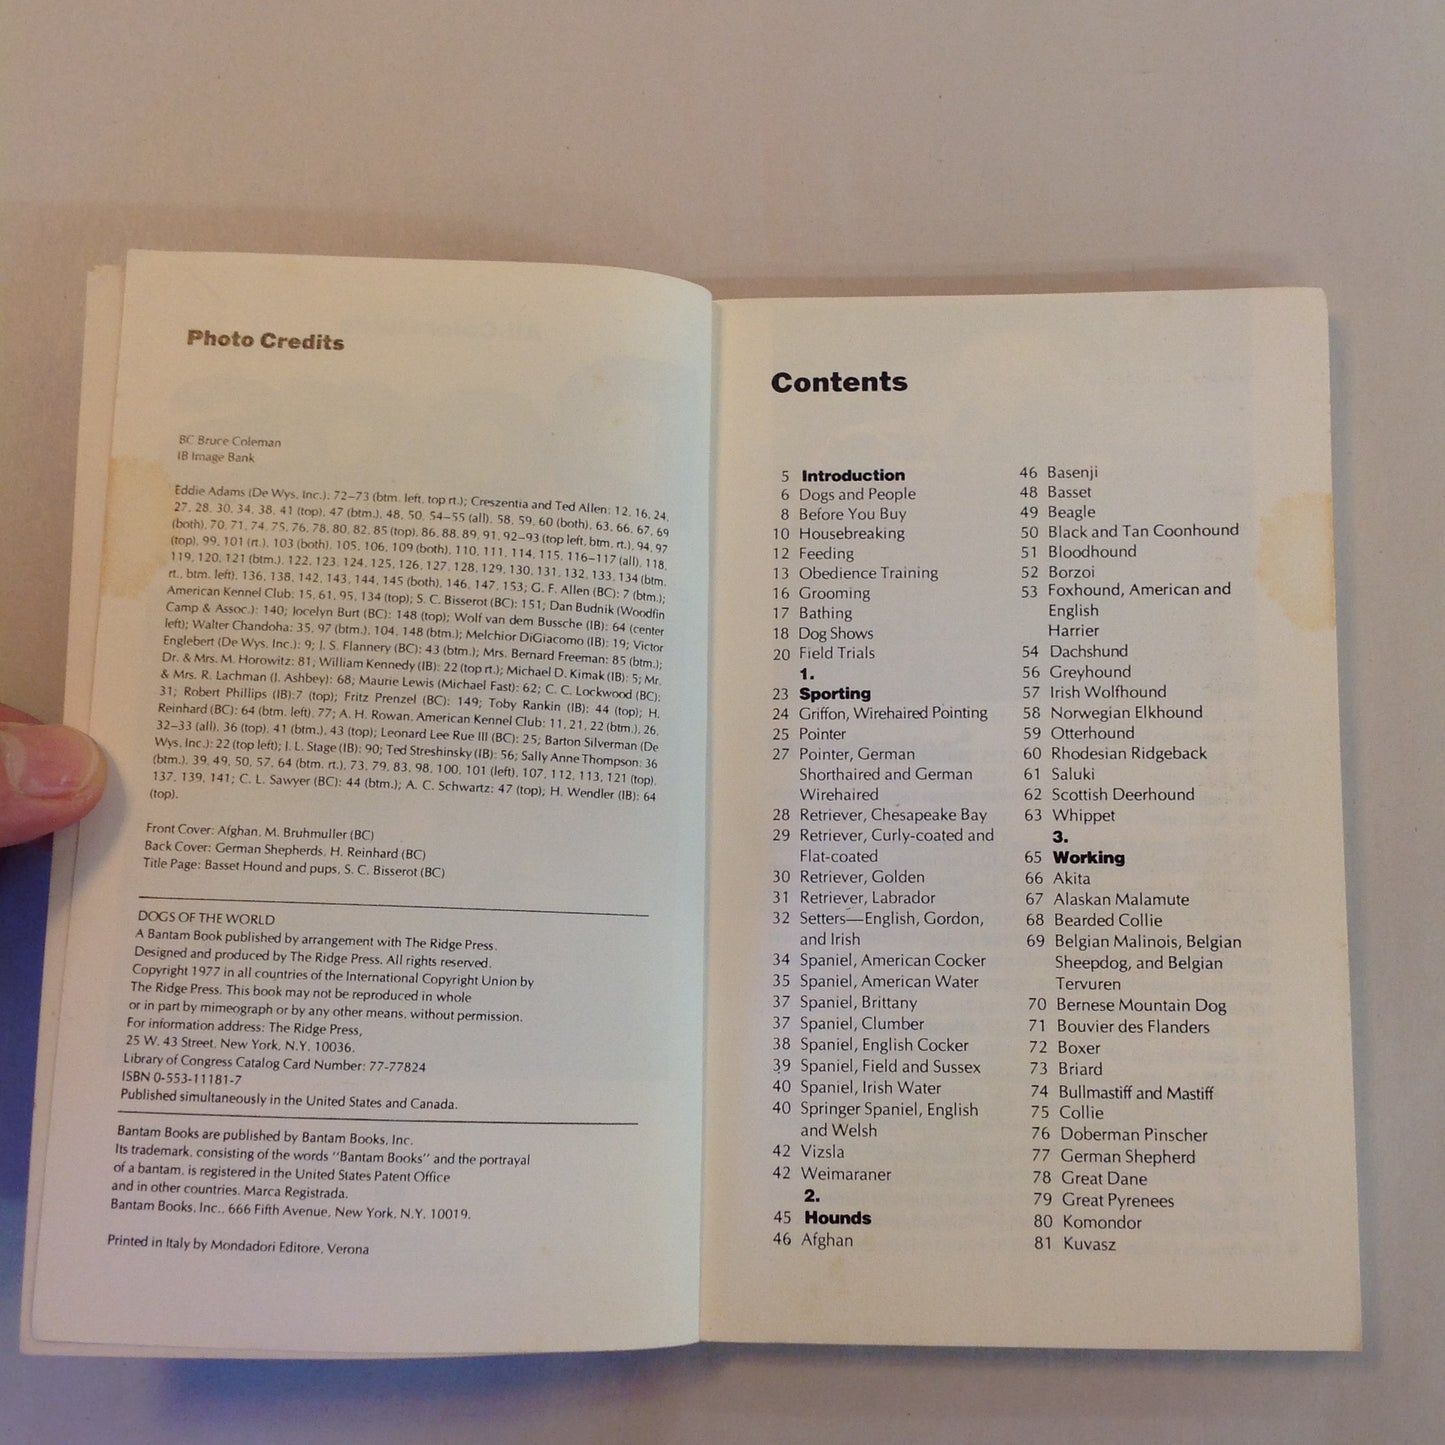 Photo Credits
BC Bruce Coleman
IB Image Bank
Eddie Adams (De Wys, Inc.): 72–73 (btm. left, top rt.); Creszentia and Ted Allen: 12, 16, 24,
27, 28, 30, 34, 38, 41 (top), 47 (btm.), 48, 50, 54–55 (all), 58, 59, 60 (both), 63, 66, 67, 69
(both), 70, 71, 74, 75, 76, 78, 80, 82, 85 (top), 86, 88, 89, 91, 92–93 (top left, btm. rt.), 94, 97
(top), 99, 101 (rt.), 103 (both), 105, 106, 109 (both), 110, 111, 114, 115, 116–117 (all), 118,
119, 120, 121 (btm.), 122, 123, 124, 125, 126, 127, 128, 129, 130, 131, 132, 133, 134 (btm.
rt., btm. left), 136, 138, 142, 143, 144, 145 (both), 146, 147, 153; G. F. Allen (BC): 7 (btm.);
American Kennel Club: 15, 61, 95, 134 (top); S. C. Bisserot (BC): 151; Dan Budnik (Woodfin
Camp & Assoc.): 140; Jocelyn Burt (BC): 148 (top); Wolf van dem Bussche (IB): 64 (center
left); Walter Chandoha: 35, 97 (btm.), 104, 148 (btm.); Melchior DiGiacomo (IB): 19; Victor
Englebert (De Wys, Inc.): 9; J. S. Flannery (BC): 43 (btm.); Mrs. Bernard Freeman: 85 (btm.);
Dr. & Mrs. M. Horowitz: 81; William Kennedy (IB): 22 (top rt.); Michael D. Kimak (IB): 5; Mr.
& Mrs. R. Lachman (J. Ashbey): 68; Maurie Lewis (Michael Fast): 62; C. C. Lockwood (BC):
31; Robert Phillips (IB):7 (top); Fritz Prenzel (BC): 149; Toby Rankin (IB): 44 (top); H.
Reinhard (BC): 64 (btm. left), 77; A. H. Rowan, American Kennel Club: 11, 21, 22 (btm.), 26,
32–33 (all), 36 (top), 41 (btm.), 43 (top); Leonard Lee Rue III (BC): 25; Barton Silverman (De
Wys, Inc.): 22 (top left); J. L. Stage (IB): 90; Ted Streshinsky (IB): 56; Sally Anne Thompson: 36
(btm.), 39, 49, 50, 57, 64 (btm. rt.), 73, 79, 83, 98, 100, 101 (left), 107, 112, 113, 121 (top),
137, 139, 141; C. L. Sawyer (BC): 44 (btm.); A. C. Schwartz: 47 (top); H. Wendler (IB): 64
(top).
Front Cover: Afghan, M. Bruhmuller (BC)
Back Cover: German Shepherds, H. Reinhard (BC)
Title Page: Basset Hound and pups, S. C. Bisserot (BC)
DOGS OF THE WORLD
A Bantam Book published by arrangement with The Ridge Press.
Designed and produced by The Ridge Press. All rights reserved.
Copyright 1977 in all countries of the International Copyright Union by
The Ridge Press. This book may not be reproduced in whole
or in part by mimeograph or by any other means, without permission.
For information address: The Ridge Press,
25 W. 43 Street, New York, N.Y. 10036.
Library of Congress Catalog Card Number: 77-77824
ISBN 0-553-11181-7
Published simultaneously in the United States and Canada.
Bantam Books are published by Bantam Books, Inc.
Its trademark, consisting of the words "Bantam Books" and the portrayal
of a bantam, is registered in the United States Patent Office
and in other countries. Marca Registrada.
Bantam Books, Inc., 666 Fifth Avenue, New York, N.Y. 10019.
Printed in Italy by Mondadori Editore, Verona
Contents
5 Introduction
6 Dogs and People
8 Before You Buy
10 Housebreaking
12 Feeding
13 Obedience Training
16 Grooming
17 Bathing
18 Dog Shows
20 Field Trials
1.
23 Sporting
24 Griffon, Wirehaired Pointing
25 Pointer
27 Pointer, German
Shorthaired and German
Wirehaired
28 Retriever, Chesapeake Bay
29 Retriever, Curly-coated and
Flat-coated
30 Retriever, Golden
31 Retriever, Labrador
32 Setters—English, Gordon,
and Irish
34 Spaniel, American Cocker
35 Spaniel, American Water
37 Spaniel, Brittany
37 Spaniel, Clumber
38 Spaniel, English Cocker
39 Spaniel, Field and Sussex
40 Spaniel, Irish Water
40 Springer Spaniel, English
and Welsh
42 Vizsla
42 Weimaraner
2.
45 Hounds
46 Afghan
46 Basenji
48 Basset
49 Beagle
50 Black and Tan Coonhound
51 Bloodhound
52 Borzoi
53 Foxhound, American and
English
Harrier
54 Dachshund
56 Greyhound
57 Irish Wolfhound
58 Norwegian Elkhound
59 Otterhound
60 Rhodesian Ridgeback
61 Saluki
62 Scottish Deerhound
63 Whippet
3.
65 Working
66 Akita
67 Alaskan Malamute
68 Bearded Collie
69 Belgian Malinois, Belgian
Sheepdog, and Belgian
Tervuren
70 Bernese Mountain Dog
71 Bouvier des Flanders
72 Boxer
73 Briard
74 Bullmastiff and Mastiff
75 Collie
76 Doberman Pinscher
77 German Shepherd
78 Great Dane
79 Great Pyrenees
80 Komondor
81 Kuvasz